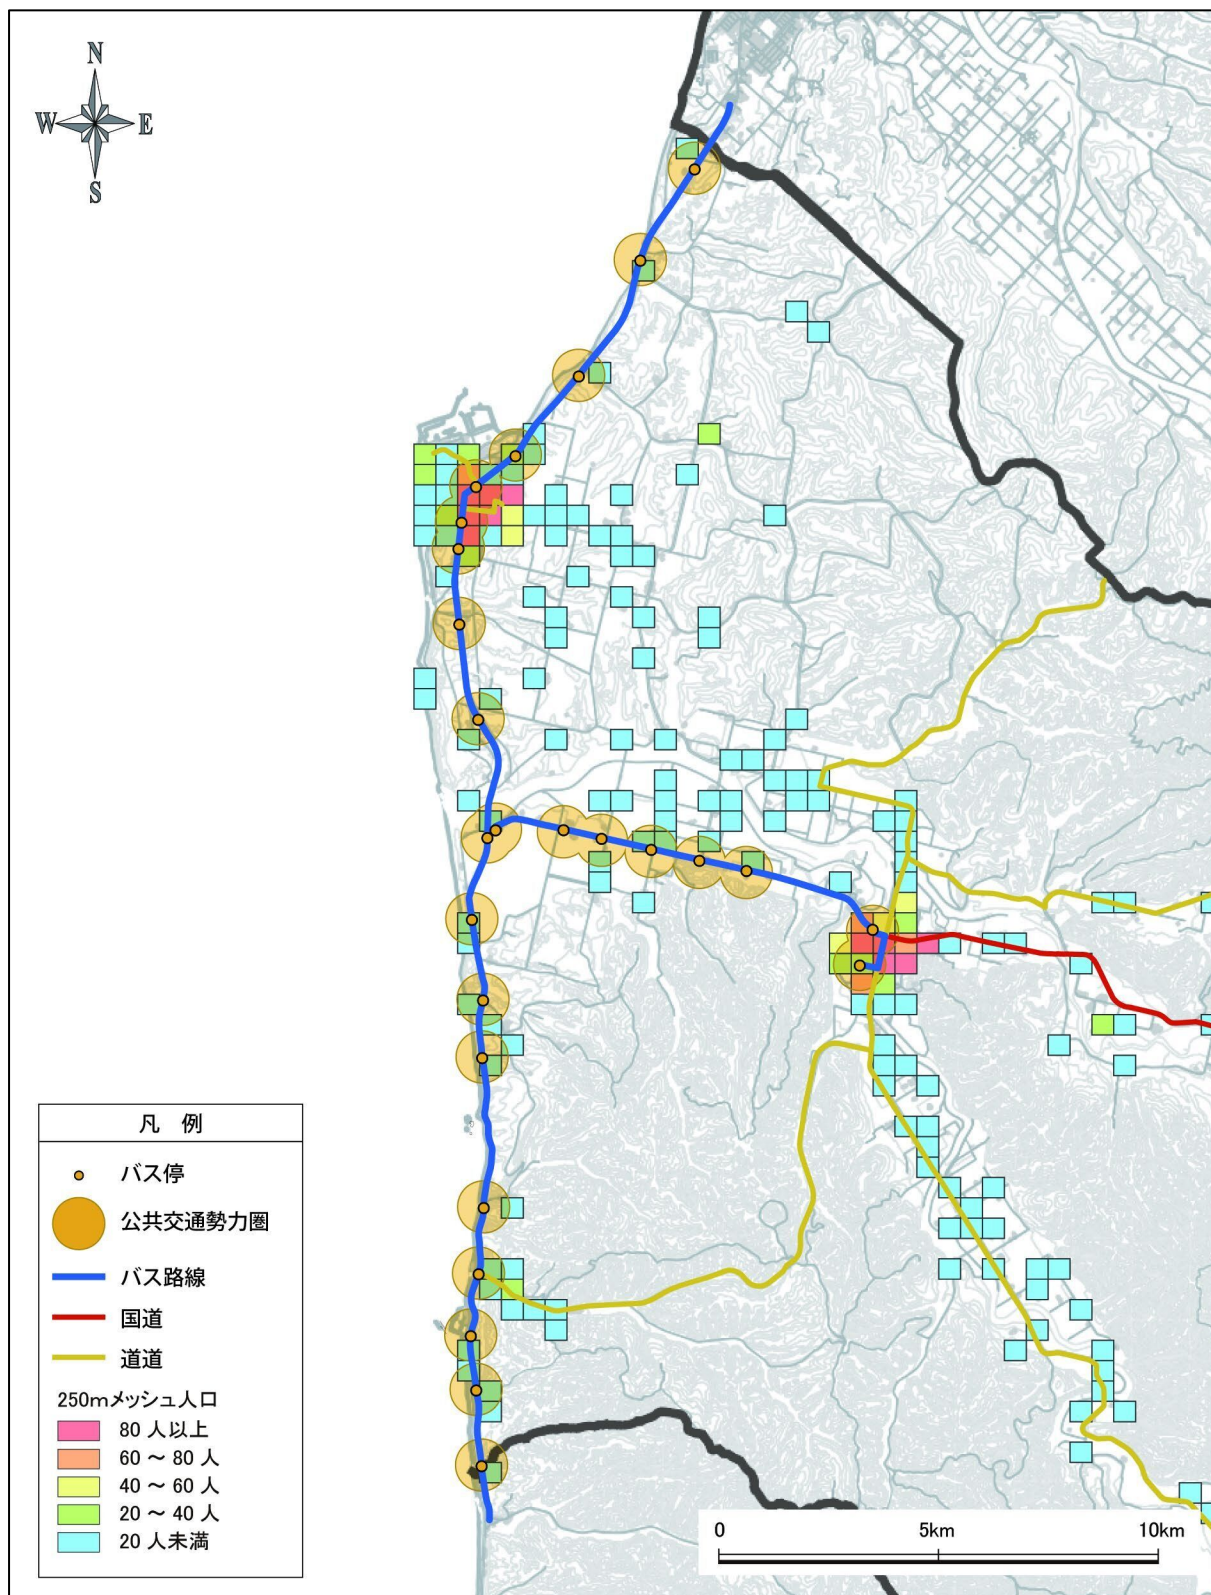 N
W E
S
凡 例
バス停
公共交通勢力圏
バス路線
国道
道道
250mメッシュ人口
80 人以上
60 ～ 80 人
40 ～ 60 人
20 ～ 40 人
20 人未満
0 5km 10km